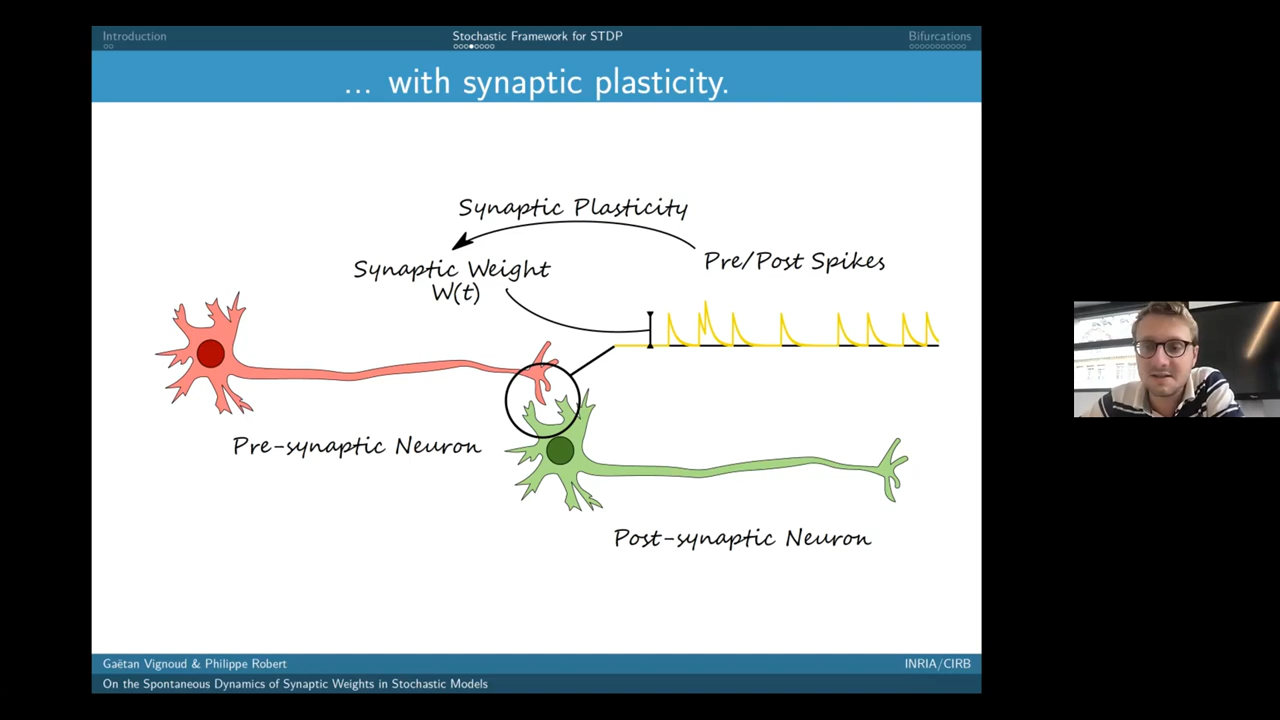 Introduction
Stochastic Framework for STDP
Bifurcations
... with synaptic plasticity.
Synaptic Plasticity
Synaptic Weight
W(t)
Pre/Post Spikes
Pre-synaptic Neuron
Post-synaptic Neuron
Gaëtan Vignoud & Philippe Robert
INRIA/CIRB
On the Spontaneous Dynamics of Synaptic Weights in Stochastic Models